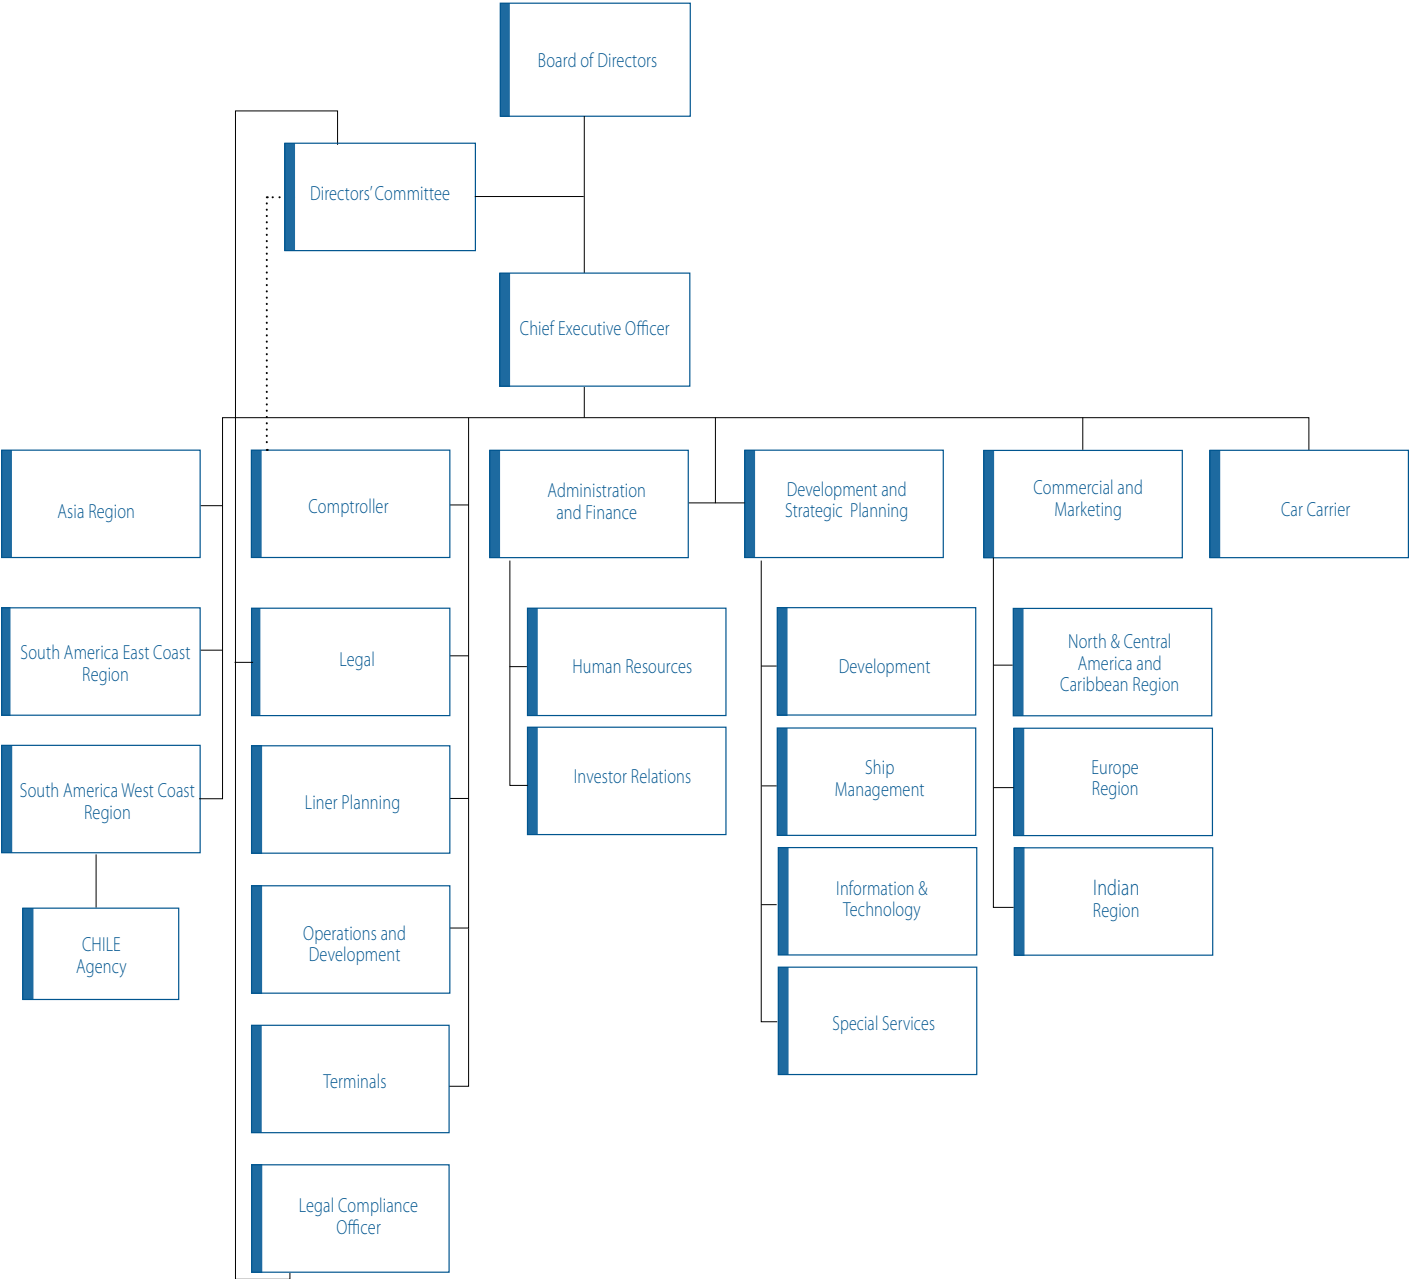 Board of Directors
Directors' Committee
Chief Executive Officer
Asia Region
Comptroller
Administration
and Finance
Development and
Strategic Planning
Commercial and
Marketing
Car Carrier
South America East Coast
Region
Legal
Human Resources
Development
North & Central
America and
Caribbean Region
South America West Coast
Region
Liner Planning
Investor Relations
Ship
Management
Europe
Region
CHILE
Agency
Operations and
Development
Information &
Technology
Indian
Region
Terminals
Special Services
Legal Compliance
Officer